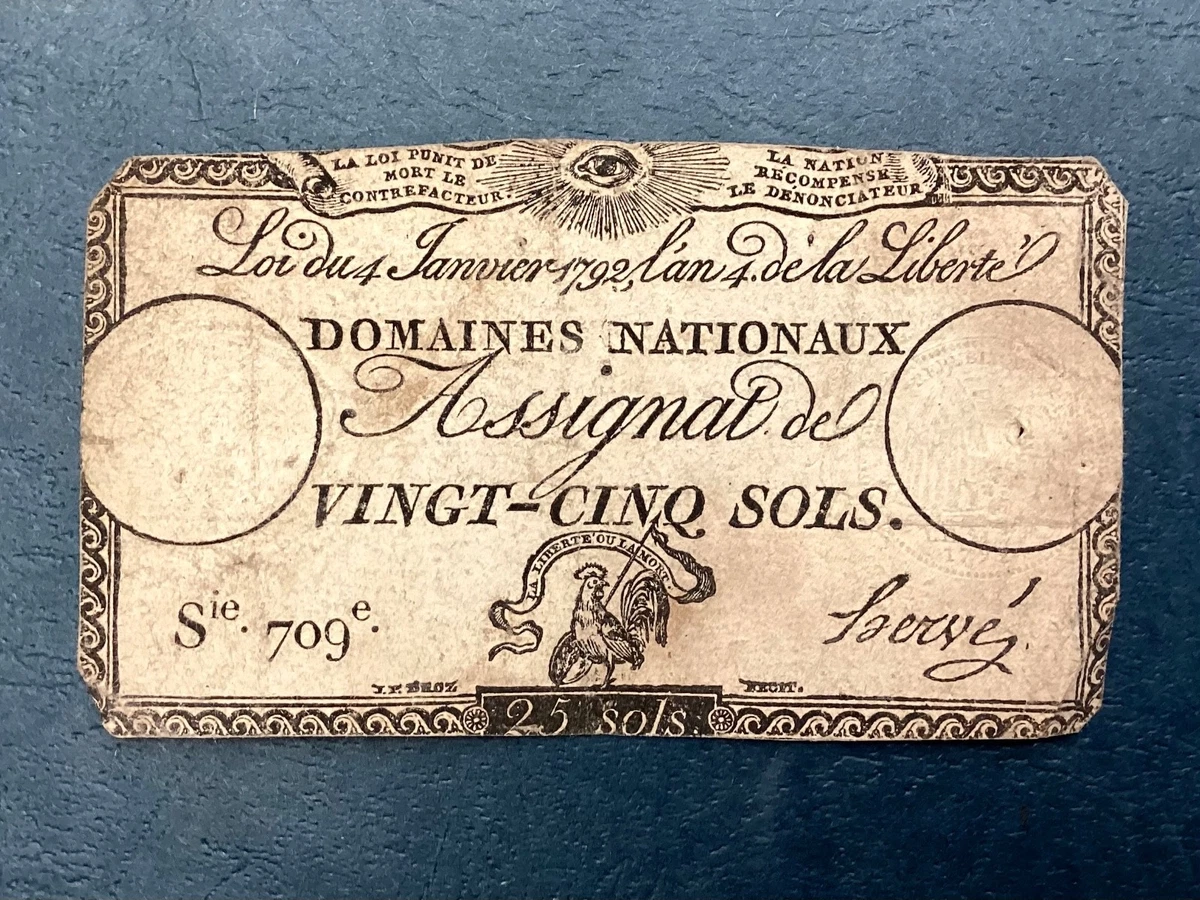 LA LOI PUNIT DE
MORT LE
CONTREFACTEUR.
LA NATION
RECOMPENSE
LE DÉNONCIATEUR
Loi du 4 Janvier 1792, l'an 4. de la Liberté
DOMAINES NATIONAUX
Assignat de
VINGT-CINQ SOLS.
LA LIBERTÉ OU LA MORT.
Sie. 709e.
Hervé
FECIT.
25 sols